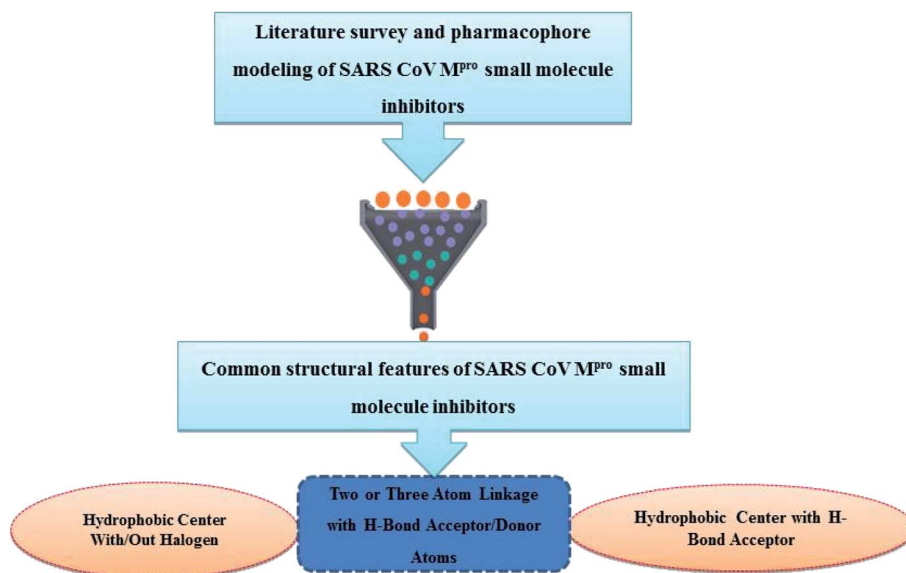 Literature survey and pharmacophore
modeling of SARS CoV Mᵖʳᵒ small molecule
inhibitors
Common structural features of SARS CoV Mᵖʳᵒ small
molecule inhibitors
Hydrophobic Center
With/Out Halogen
Two or Three Atom Linkage
with H-Bond Acceptor/Donor
Atoms
Hydrophobic Center with H-
Bond Acceptor